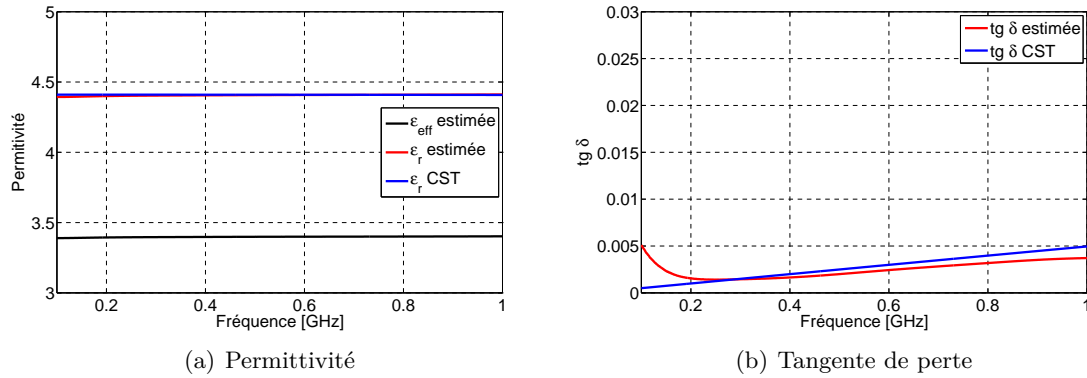 5
4.5
4
3.5
3
Permitivité
0.2
0.4
0.6
0.8
1
Fréquence [GHz]
ε_eff estimée
ε_r estimée
ε_r CST
(a) Permittivité
0.03
0.025
0.02
0.015
0.01
0.005
0
tg δ
0.2
0.4
0.6
0.8
1
Fréquence [GHz]
tg δ estimée
tg δ CST
(b) Tangente de perte